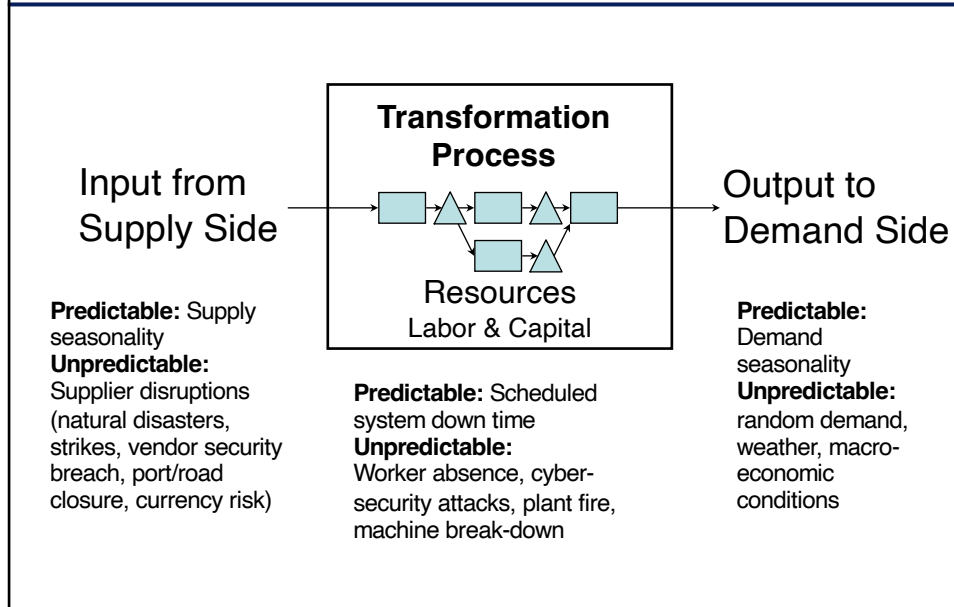 Transformation
Process
Input from
Supply Side
Output to
Demand Side
Resources
Labor & Capital
Predictable: Supply
seasonality
Unpredictable:
Supplier disruptions
(natural disasters,
strikes, vendor security
breach, port/road
closure, currency risk)
Predictable: Scheduled
system down time
Unpredictable:
Worker absence, cyber-
security attacks, plant fire,
machine break-down
Predictable:
Demand
seasonality
Unpredictable:
random demand,
weather, macro-
economic
conditions